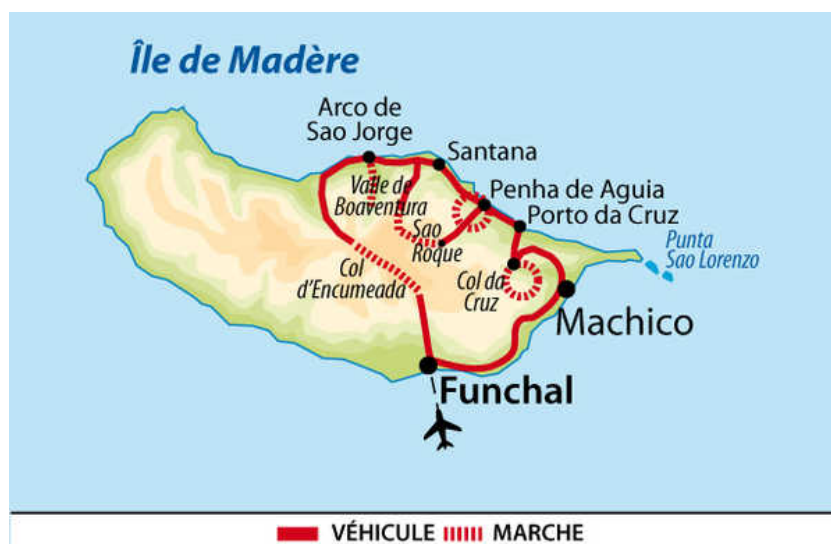 Île de Madère
Arco de
Sao Jorge
Santana
Valle de
Boaventura
Penha de Aguia
Porto da Cruz
Sao
Roque
Punta
Sao Lorenzo
Col
d'Encumeada
Col da
Cruz
Machico
Funchal
VÉHICULE MARCHE